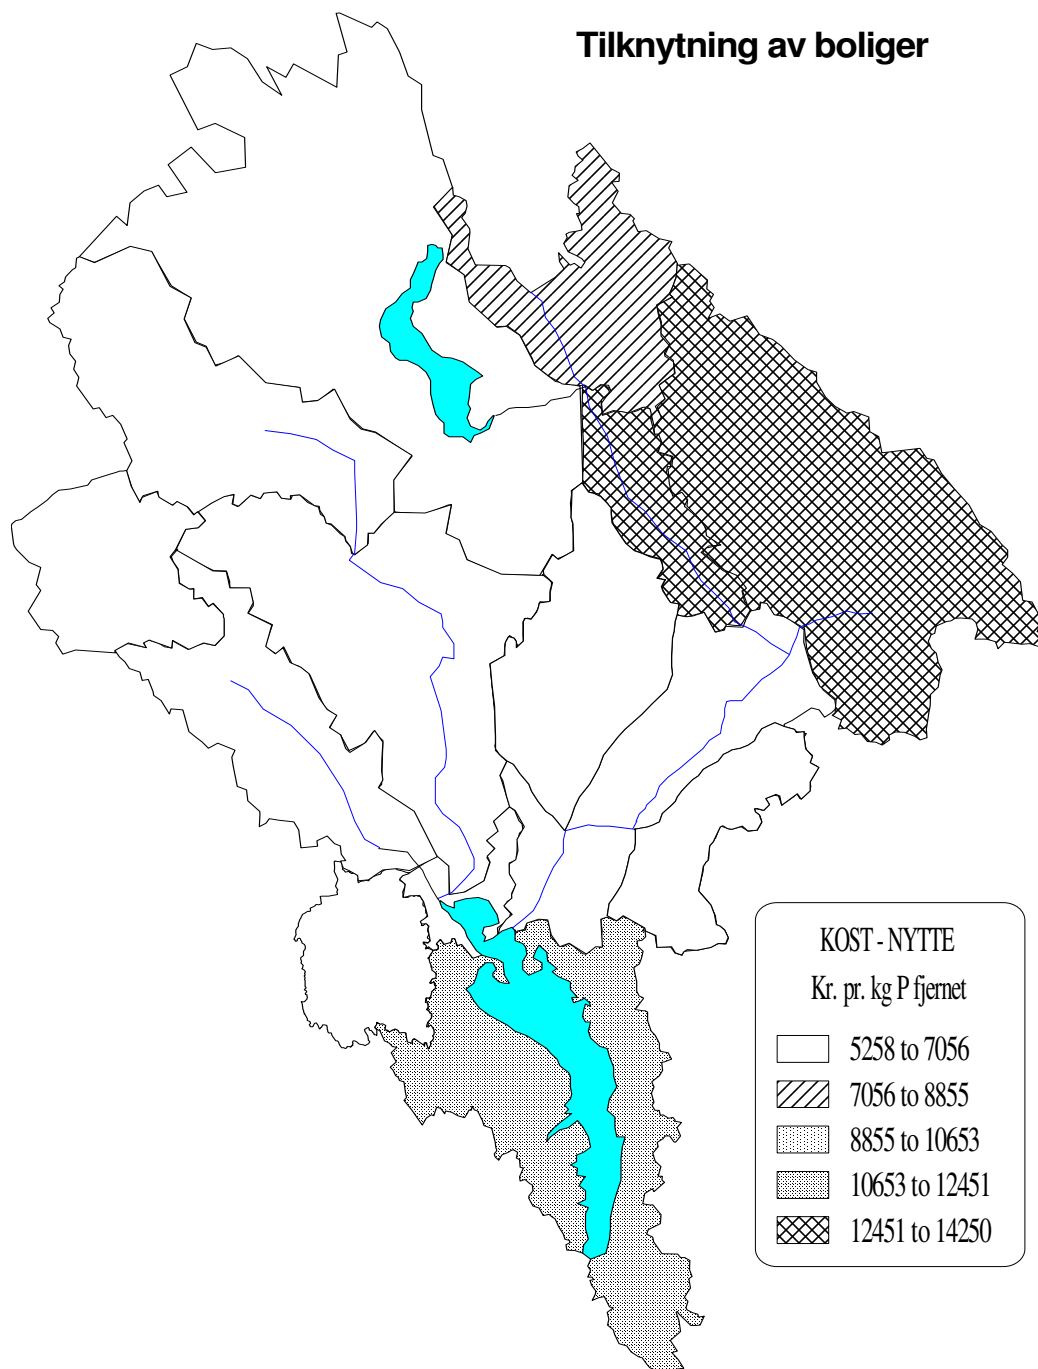 Tilknytning av boliger
KOST - NYTTE
Kr. pr. kg P fjernet
5258 to 7056
7056 to 8855
8855 to 10653
10653 to 12451
12451 to 14250